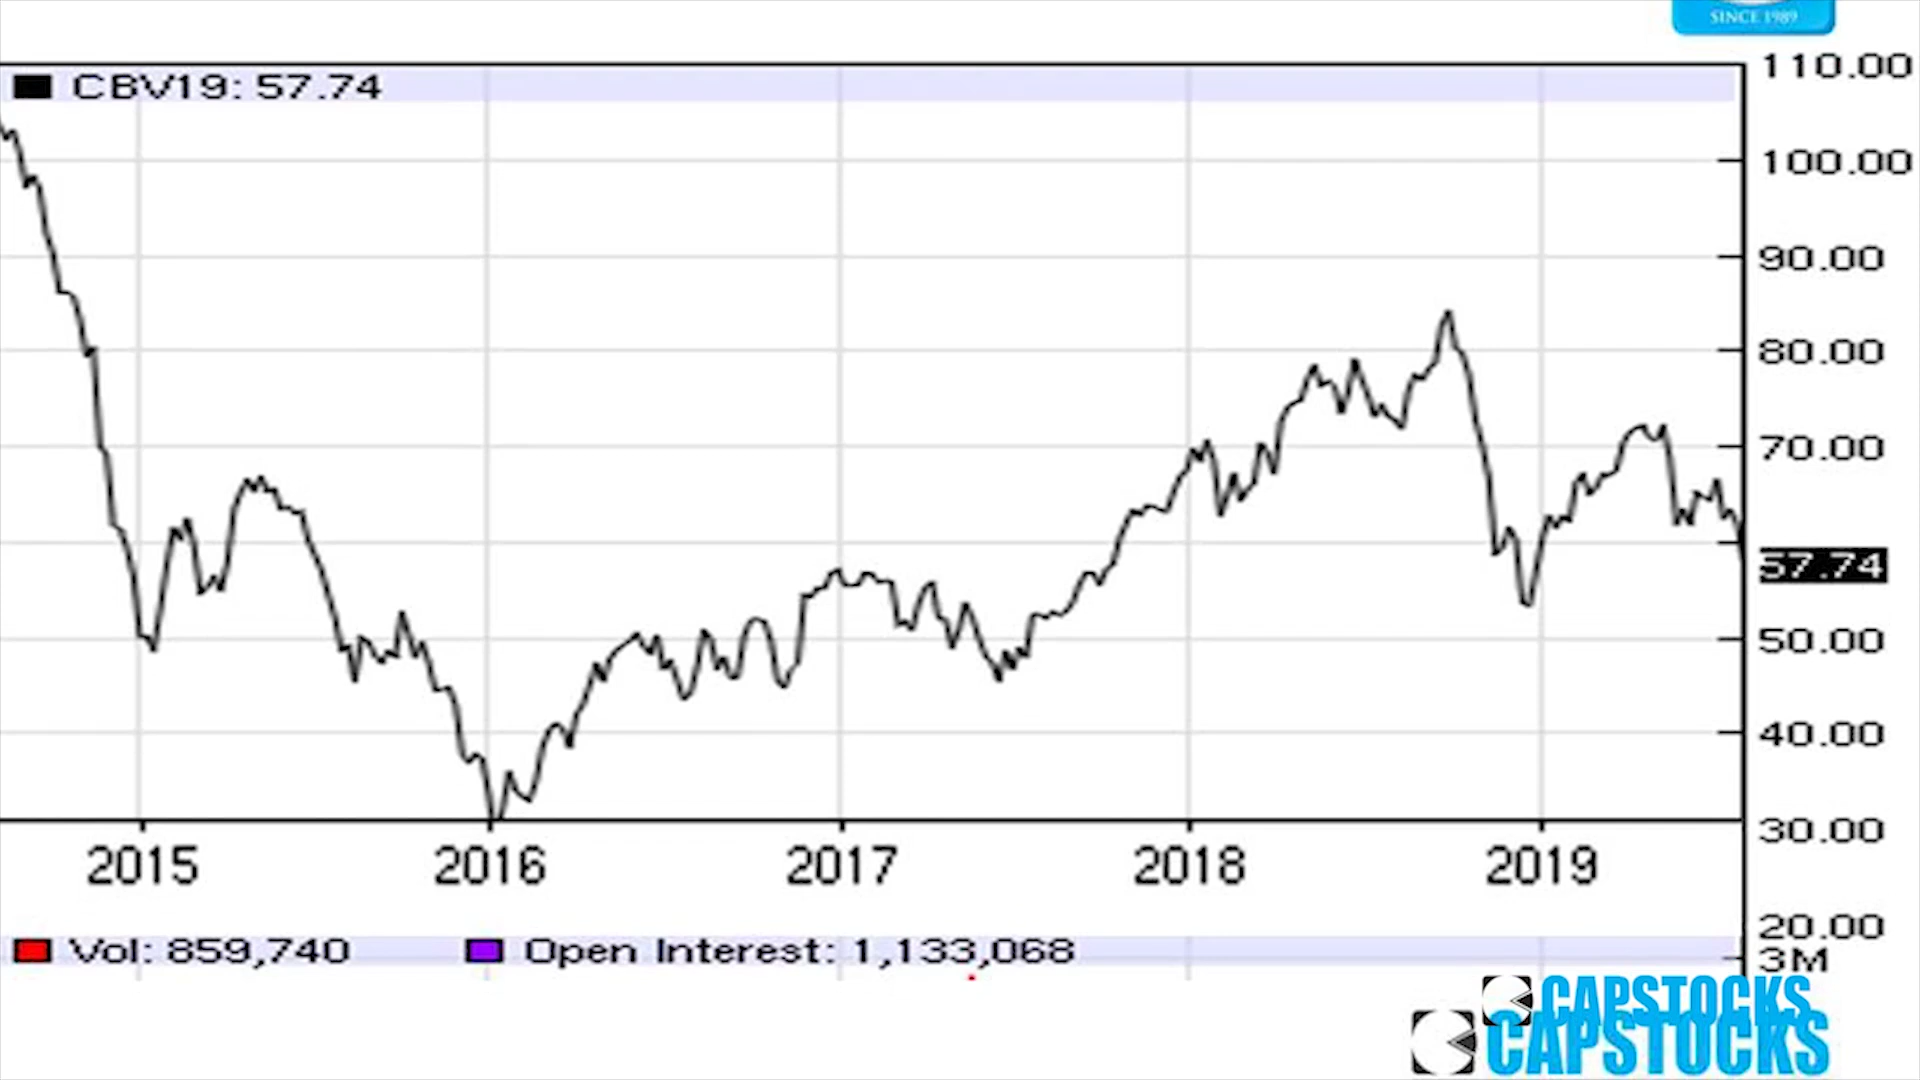 SINCE 1989
CBV19: 57.74
110.00
100.00
90.00
80.00
70.00
57.74
50.00
40.00
30.00
20.00
3M
2015 2016 2017 2018 2019
Vol: 859,740 Open Interest: 1,133,068
CAPSTOCKS
CAPSTOCKS